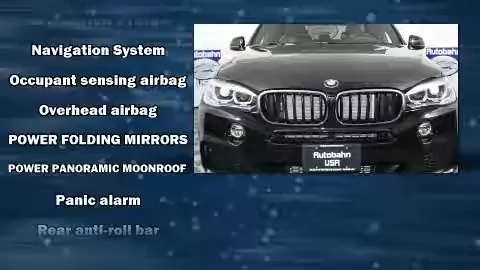 Navigation System
Occupant sensing airbag
Overhead airbag
POWER FOLDING MIRRORS
POWER PANORAMIC MOONROOF
Panic alarm
Rear anti-roll bar
Autobahn
Autobahn
Autobahn
USA